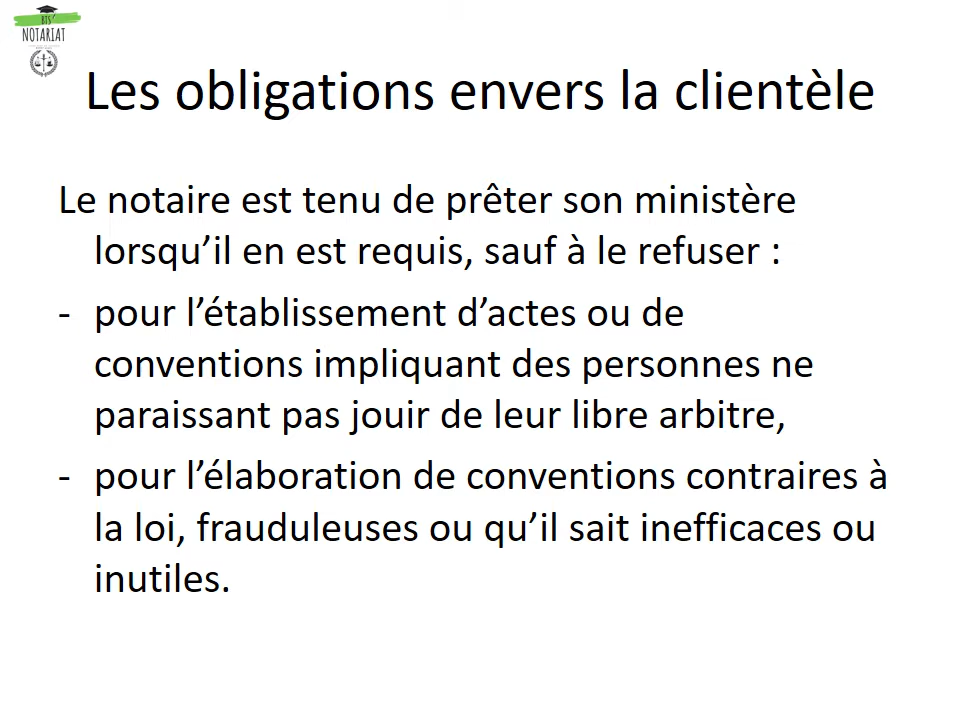 BTS'
NOTARIAT
Les obligations envers la clientèle
Le notaire est tenu de prêter son ministère
lorsqu’il en est requis, sauf à le refuser :
- pour l’établissement d’actes ou de
conventions impliquant des personnes ne
paraissant pas jouir de leur libre arbitre,
- pour l’élaboration de conventions contraires à
la loi, frauduleuses ou qu’il sait inefficaces ou
inutiles.